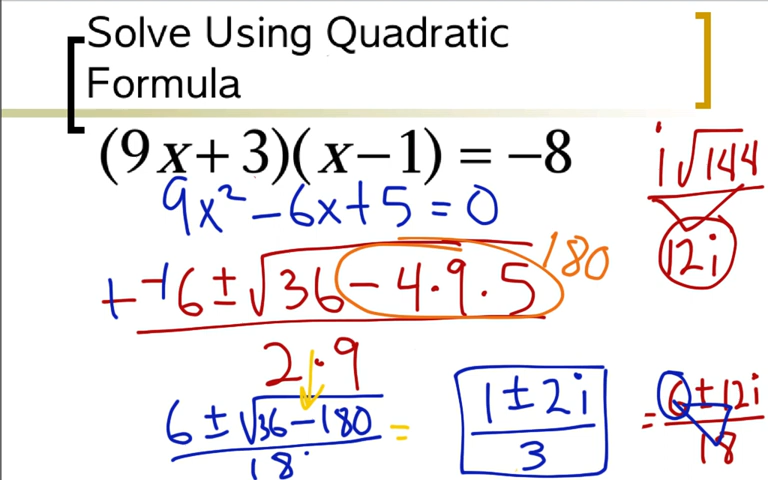 Solve Using Quadratic
Formula
(9x+3)(x−1)=−8
i√144
9x²−6x+5=0
12i
+−6±√36−4·9·5
180
2·9
6±√36−180
18
=
1±2i
3
=6±12i
18